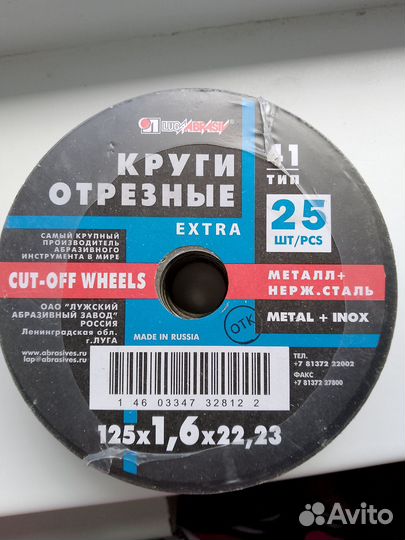 LUGAABRASIV
КРУГИ
ОТРЕЗНЫЕ
EXTRA
41
ТИП
25
ШТ/PCS
САМЫЙ КРУПНЫЙ
ПРОИЗВОДИТЕЛЬ
АБРАЗИВНОГО
ИНСТРУМЕНТА В МИРЕ
CUT-OFF WHEELS
МЕТАЛЛ+
НЕРЖ.СТАЛЬ
METAL + INOX
ОАО "ЛУЖСКИЙ
АБРАЗИВНЫЙ ЗАВОД"
РОССИЯ
Ленинградская обл.
г.ЛУГА
www.abrasives.ru
lap@abrasives.ru
MADE IN RUSSIA
ОТК
ТЕЛ.
+7 81372 22002
ФАКС
+7 81372 27800
1 46 03347 32812 2
125x1,6x22,23
Avito